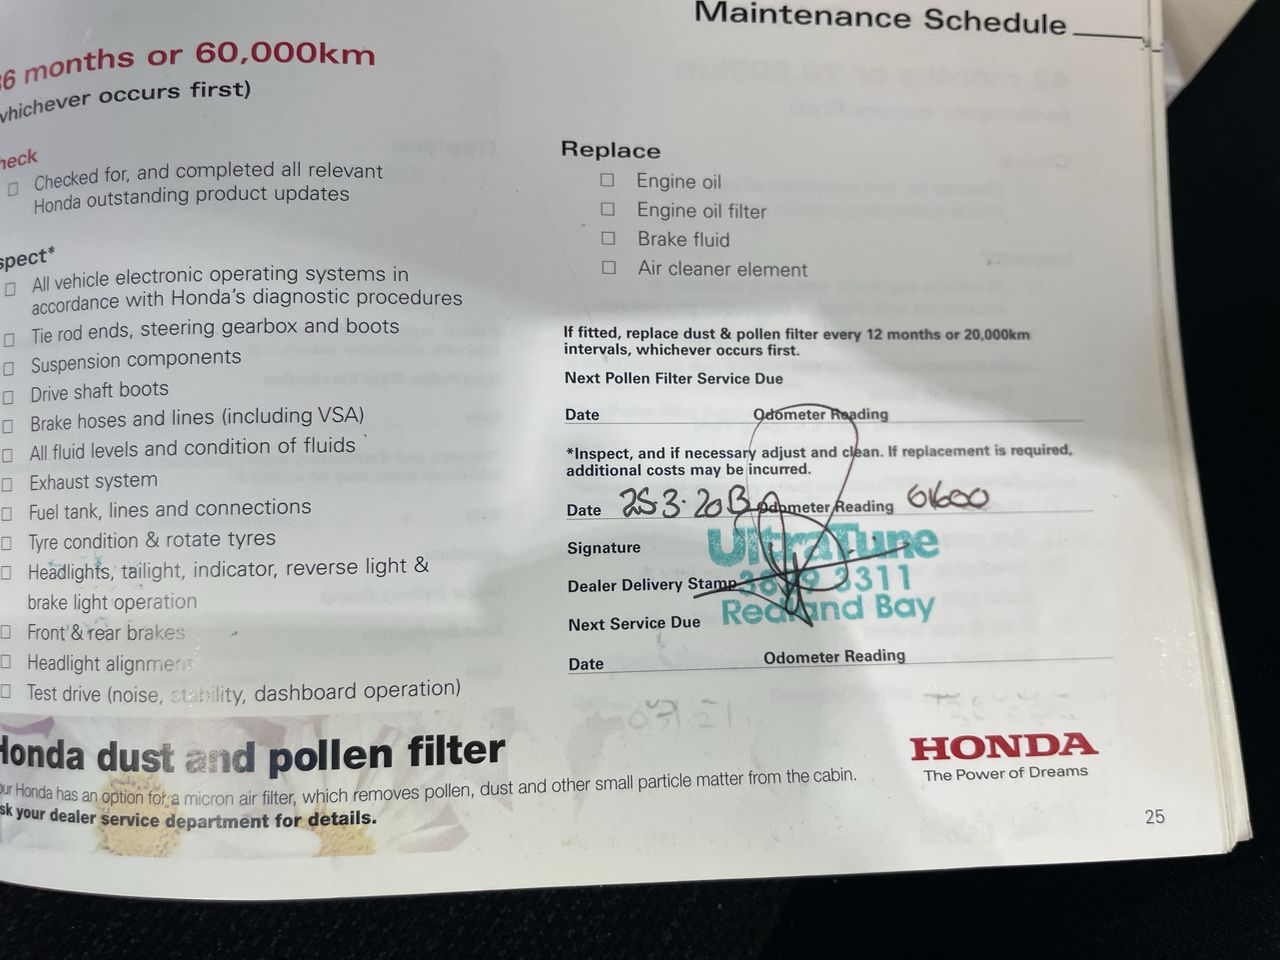 Maintenance Schedule
36 months or 60,000km
whichever occurs first)
heck
Checked for, and completed all relevant
Honda outstanding product updates
spect*
All vehicle electronic operating systems in
accordance with Honda's diagnostic procedures
Tie rod ends, steering gearbox and boots
Suspension components
Drive shaft boots
Brake hoses and lines (including VSA)
All fluid levels and condition of fluids
Exhaust system
Fuel tank, lines and connections
Tyre condition & rotate tyres
Headlights, tailight, indicator, reverse light &
brake light operation
Front & rear brakes
Headlight alignment
Test drive (noise, stability, dashboard operation)
Replace
Engine oil
Engine oil filter
Brake fluid
Air cleaner element
If fitted, replace dust & pollen filter every 12 months or 20,000km
intervals, whichever occurs first.
Next Pollen Filter Service Due
Date Odometer Reading
*Inspect, and if necessary adjust and clean. If replacement is required,
additional costs may be incurred.
Date 25.3.2013 Odometer Reading 61600
Signature
UltraTune
Dealer Delivery Stamp
3829 3311
Redland Bay
Next Service Due
Date Odometer Reading
Honda dust and pollen filter
our Honda has an option for a micron air filter, which removes pollen, dust and other small particle matter from the cabin.
sk your dealer service department for details.
HONDA
The Power of Dreams
25